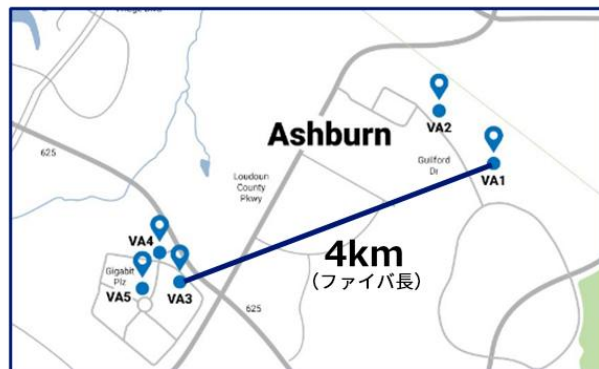 625
Ashburn
VA2
Guilford
Dr
VA1
Loudoun
County
Pkwy
VA4
Gigabit
Plz
VA5
VA3
4km
(ファイバ長)
625